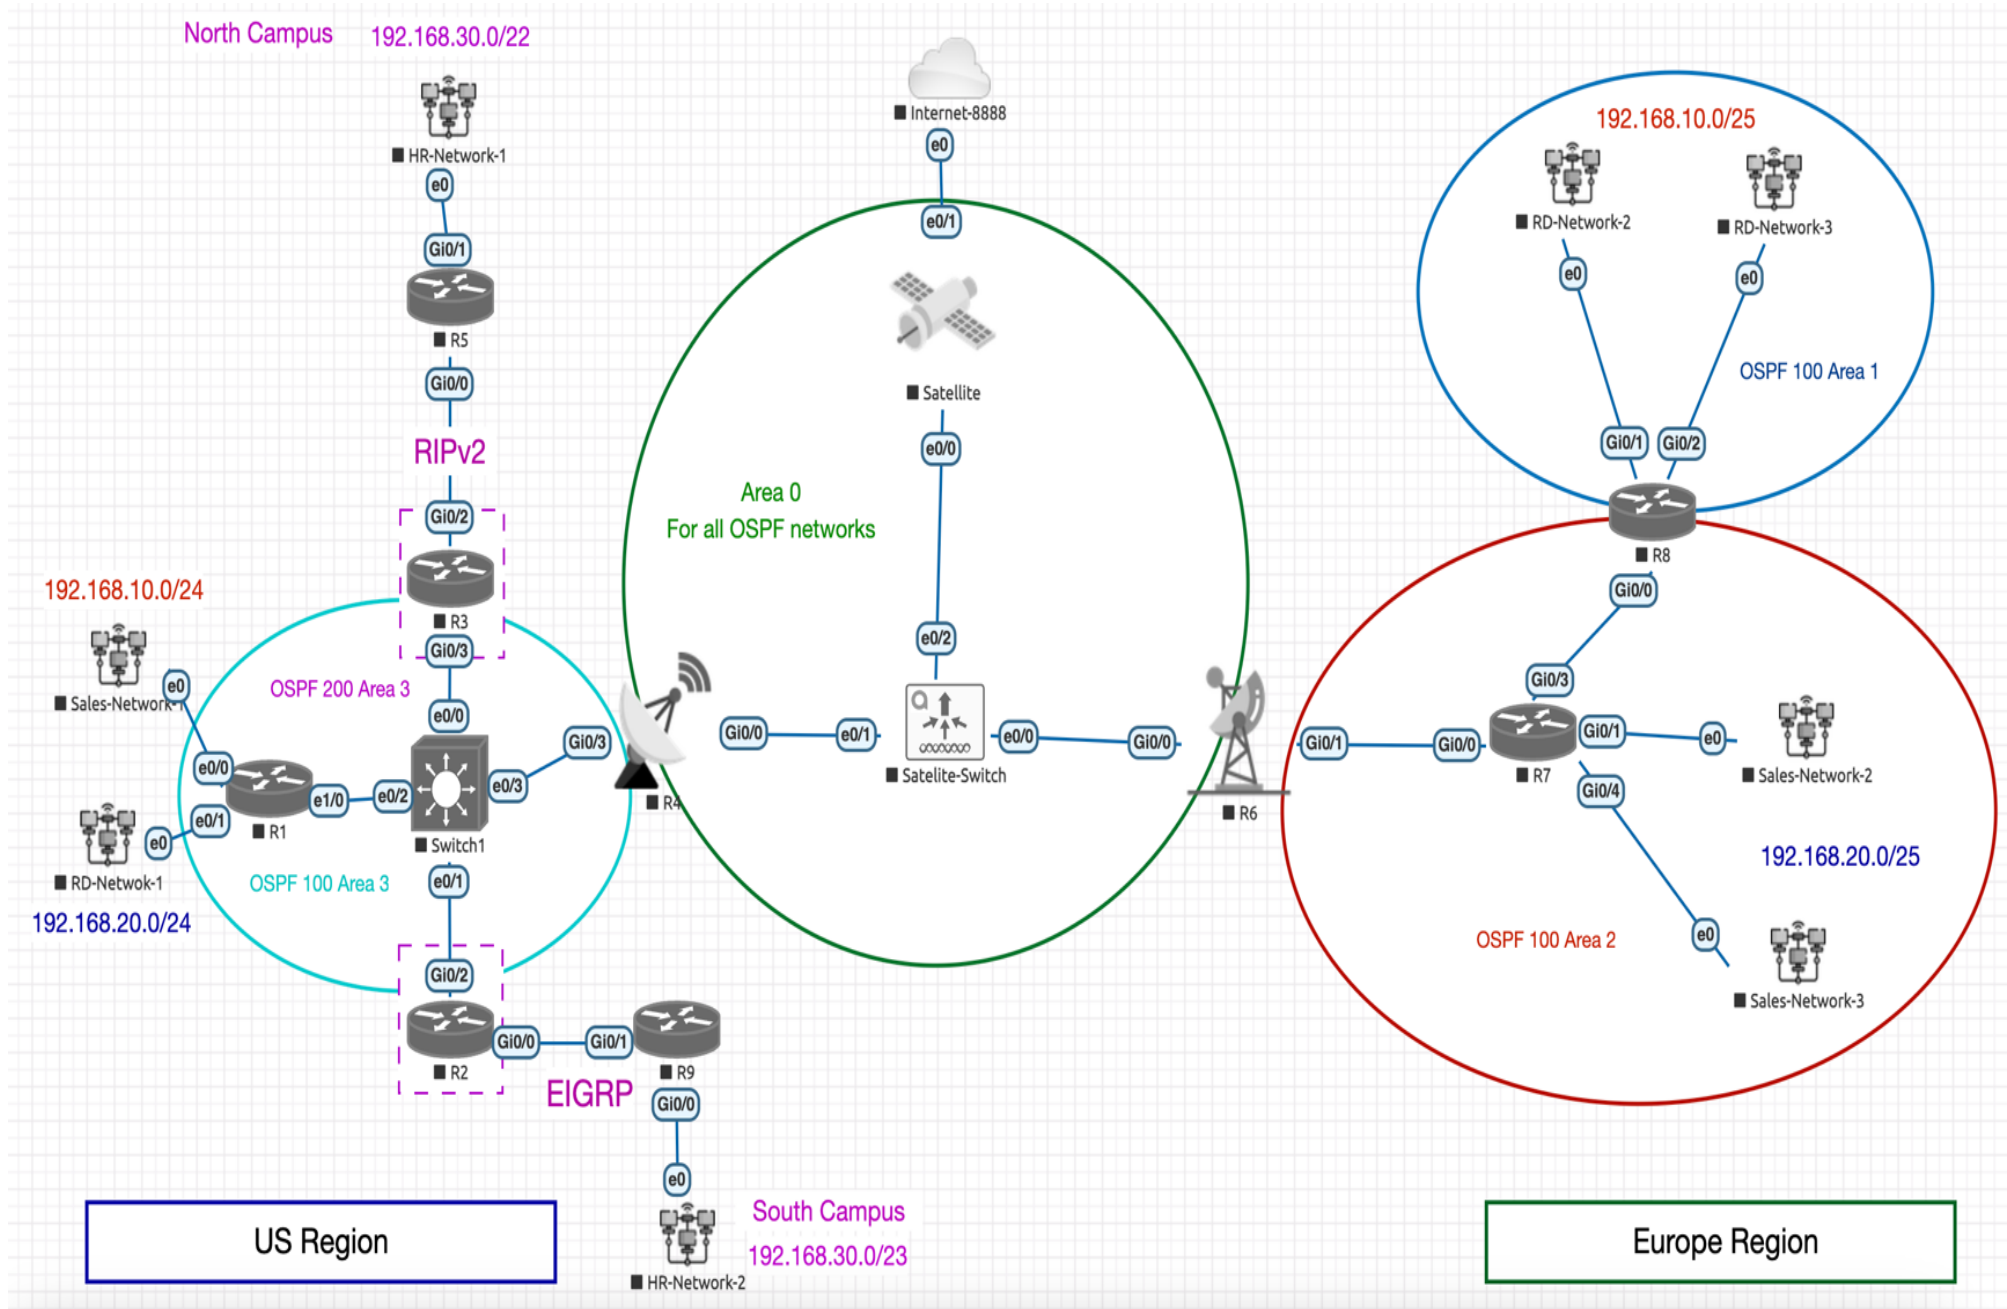 North Campus 192.168.30.0/22
HR-Network-1
e0
Gi0/1
R5
Gi0/0
RIPv2
Gi0/2
R3
Gi0/3
192.168.10.0/24
Sales-Network-1
e0
OSPF 200 Area 3
e0/0
e0/0
R1
e1/0
e0/2
e0/3
Gi0/3
Switch1
e0/1
e0
RD-Netwok-1
192.168.20.0/24
OSPF 100 Area 3
e0/1
Gi0/2
R2
Gi0/0
Gi0/1
R9
EIGRP
Gi0/0
e0
South Campus
192.168.30.0/23
HR-Network-2
US Region
Internet-8888
e0
e0/1
Satellite
e0/0
Area 0
For all OSPF networks
e0/2
R4
Gi0/0
e0/1
Satelite-Switch
e0/0
Gi0/0
R6
192.168.10.0/25
RD-Network-2
RD-Network-3
e0
e0
OSPF 100 Area 1
Gi0/1
Gi0/2
R8
Gi0/0
Gi0/3
Gi0/1
Gi0/0
R7
Gi0/1
e0
Sales-Network-2
Gi0/4
192.168.20.0/25
OSPF 100 Area 2
e0
Sales-Network-3
Europe Region